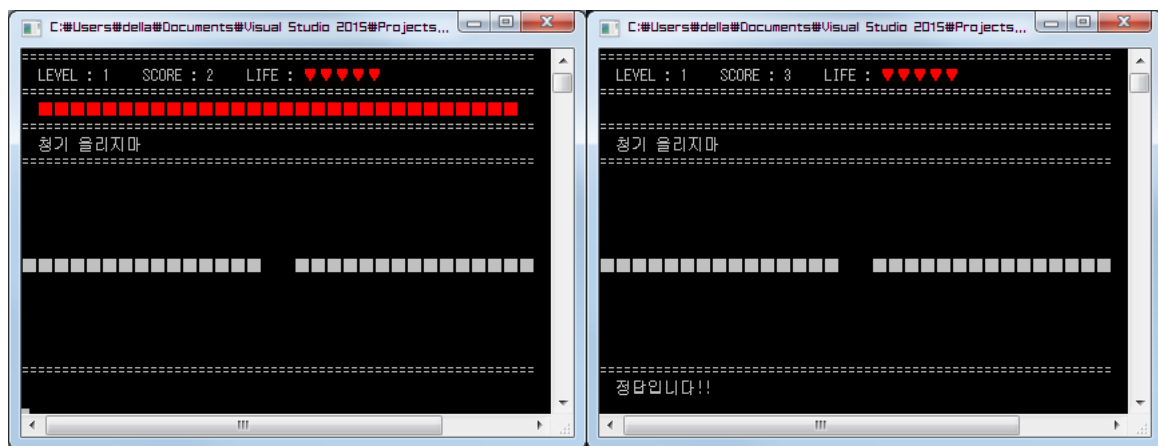 C:₩Users₩della₩Documents₩Visual Studio 2015₩Projects...
LEVEL : 1 SCORE : 2 LIFE : ♥♥♥♥♥
청기 올리지마
C:₩Users₩della₩Documents₩Visual Studio 2015₩Projects...
LEVEL : 1 SCORE : 3 LIFE : ♥♥♥♥♥
청기 올리지마
정답입니다!!